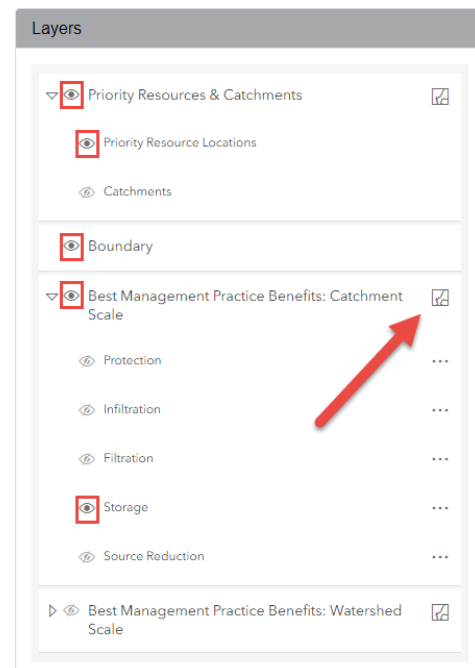 Layers
Priority Resources & Catchments
Priority Resource Locations
Catchments
Boundary
Best Management Practice Benefits: Catchment
Scale
Protection
Infiltration
Filtration
Storage
Source Reduction
Best Management Practice Benefits: Watershed
Scale